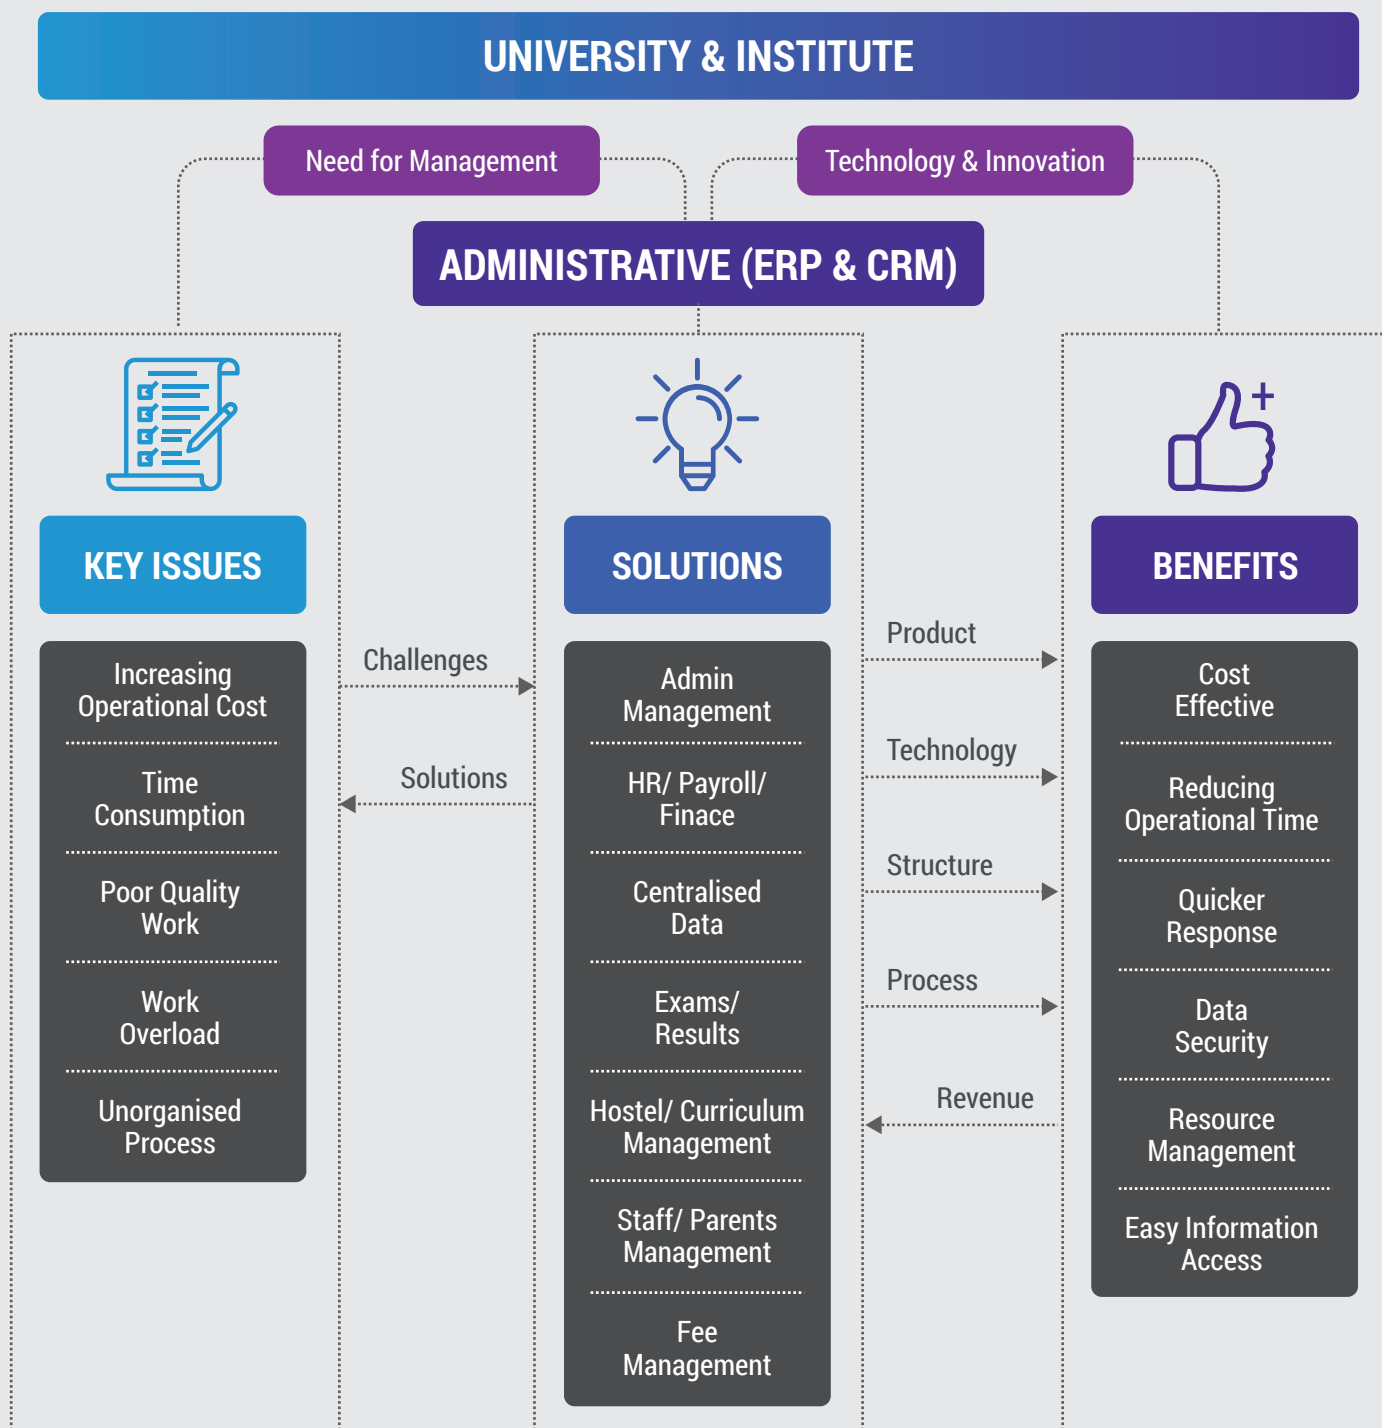 UNIVERSITY & INSTITUTE
Need for Management
Technology & Innovation
ADMINISTRATIVE (ERP & CRM)
KEY ISSUES
Increasing
Operational Cost
Time
Consumption
Poor Quality
Work
Work
Overload
Unorganised
Process
Challenges
Solutions
SOLUTIONS
Admin
Management
HR/ Payroll/
Finace
Centralised
Data
Exams/
Results
Hostel/ Curriculum
Management
Staff/ Parents
Management
Fee
Management
Product
Technology
Structure
Process
Revenue
BENEFITS
Cost
Effective
Reducing
Operational Time
Quicker
Response
Data
Security
Resource
Management
Easy Information
Access